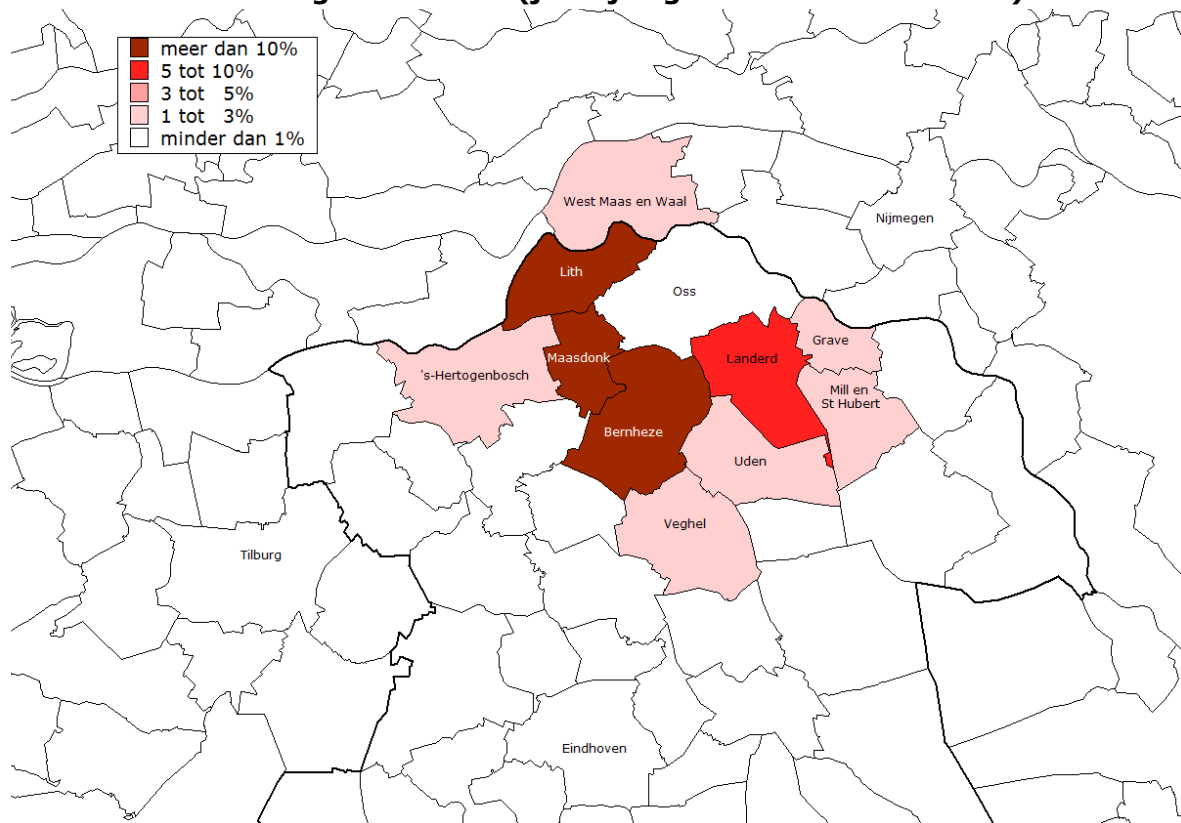 meer dan 10%
5 tot 10%
3 tot 5%
1 tot 3%
minder dan 1%
West Maas en Waal
Nijmegen
Lith
Oss
Grave
Maasdonk
Landerd
's-Hertogenbosch
Mill en
St Hubert
Bernheze
Uden
Veghel
Tilburg
Eindhoven